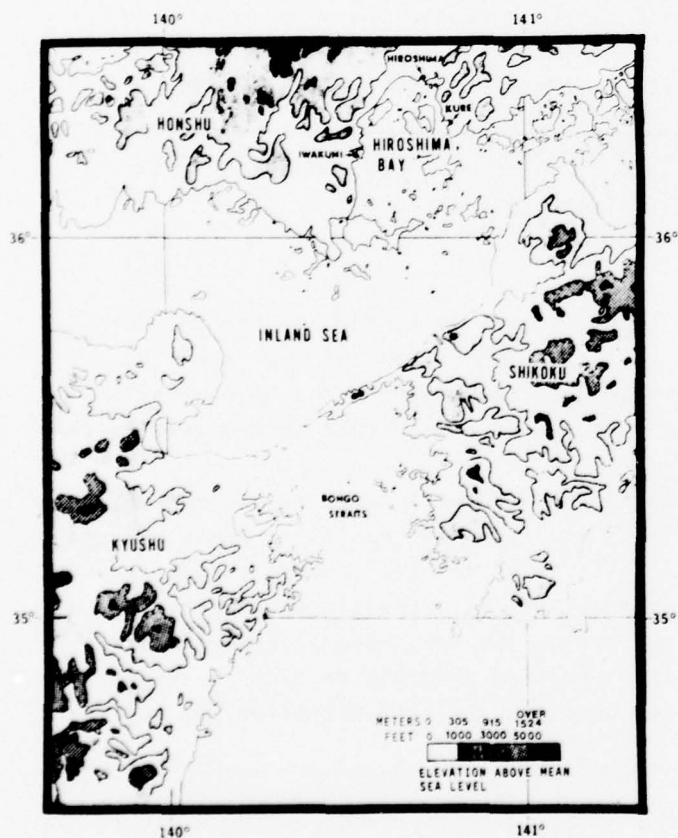 140° 141°
HIROSHIMA
KURE
HONSHU
HIROSHIMA
IWAKUMI
BAY
36° 36°
INLAND SEA
SHIKOKU
BONGO
STRAITS
KYUSHU
35° 35°
OVER
METERS 0 305 915 1524
FEET 0 1000 3000 5000
ELEVATION ABOVE MEAN
SEA LEVEL
140° 141°